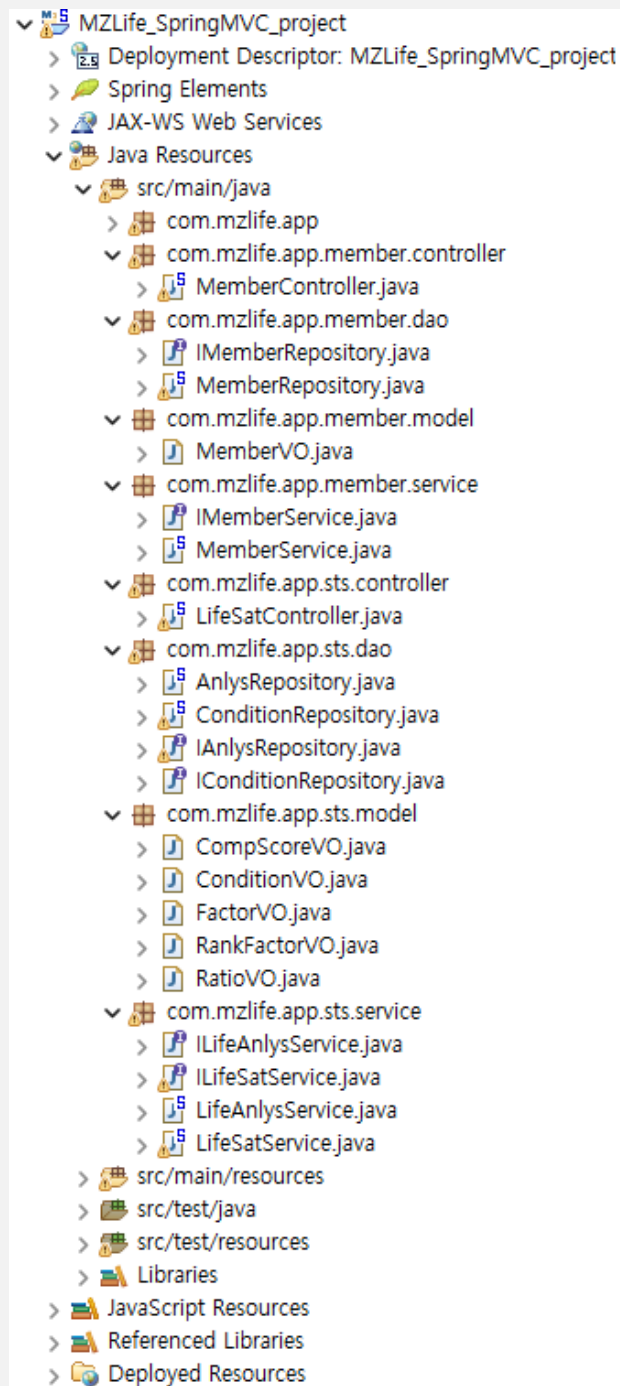 MZLife_SpringMVC_project
Deployment Descriptor: MZLife_SpringMVC_project
Spring Elements
JAX-WS Web Services
Java Resources
src/main/java
com.mzlife.app
com.mzlife.app.member.controller
MemberController.java
com.mzlife.app.member.dao
IMemberRepository.java
MemberRepository.java
com.mzlife.app.member.model
MemberVO.java
com.mzlife.app.member.service
IMemberService.java
MemberService.java
com.mzlife.app.sts.controller
LifeSatController.java
com.mzlife.app.sts.dao
AnlysRepository.java
ConditionRepository.java
IAnlysRepository.java
IConditionRepository.java
com.mzlife.app.sts.model
CompScoreVO.java
ConditionVO.java
FactorVO.java
RankFactorVO.java
RatioVO.java
com.mzlife.app.sts.service
ILifeAnlysService.java
ILifeSatService.java
LifeAnlysService.java
LifeSatService.java
src/main/resources
src/test/java
src/test/resources
Libraries
JavaScript Resources
Referenced Libraries
Deployed Resources